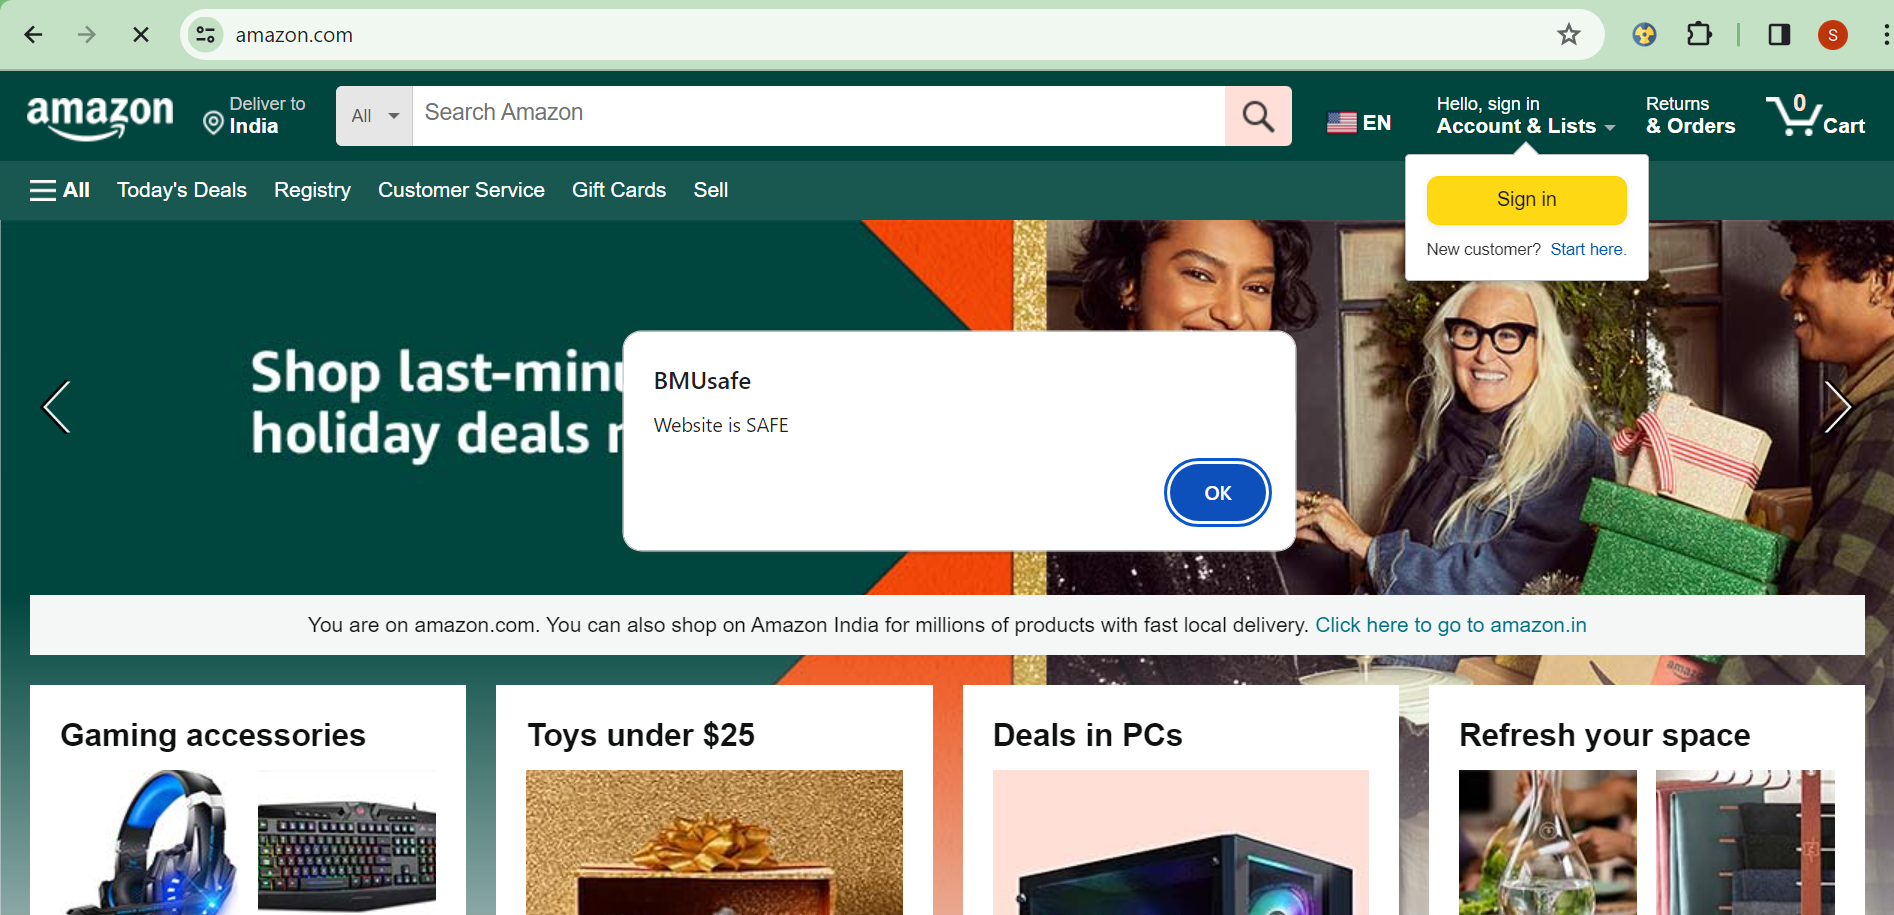 amazon.com
S
amazon
Deliver to
India
All
Search Amazon
EN
Hello, sign in
Account & Lists
Returns
& Orders
0
Cart
All
Today's Deals
Registry
Customer Service
Gift Cards
Sell
Sign in
New customer? Start here.
Shop last-minu
holiday deals r
BMUsafe
Website is SAFE
OK
You are on amazon.com. You can also shop on Amazon India for millions of products with fast local delivery. Click here to go to amazon.in
amazon
Gaming accessories
Toys under $25
Deals in PCs
Refresh your space